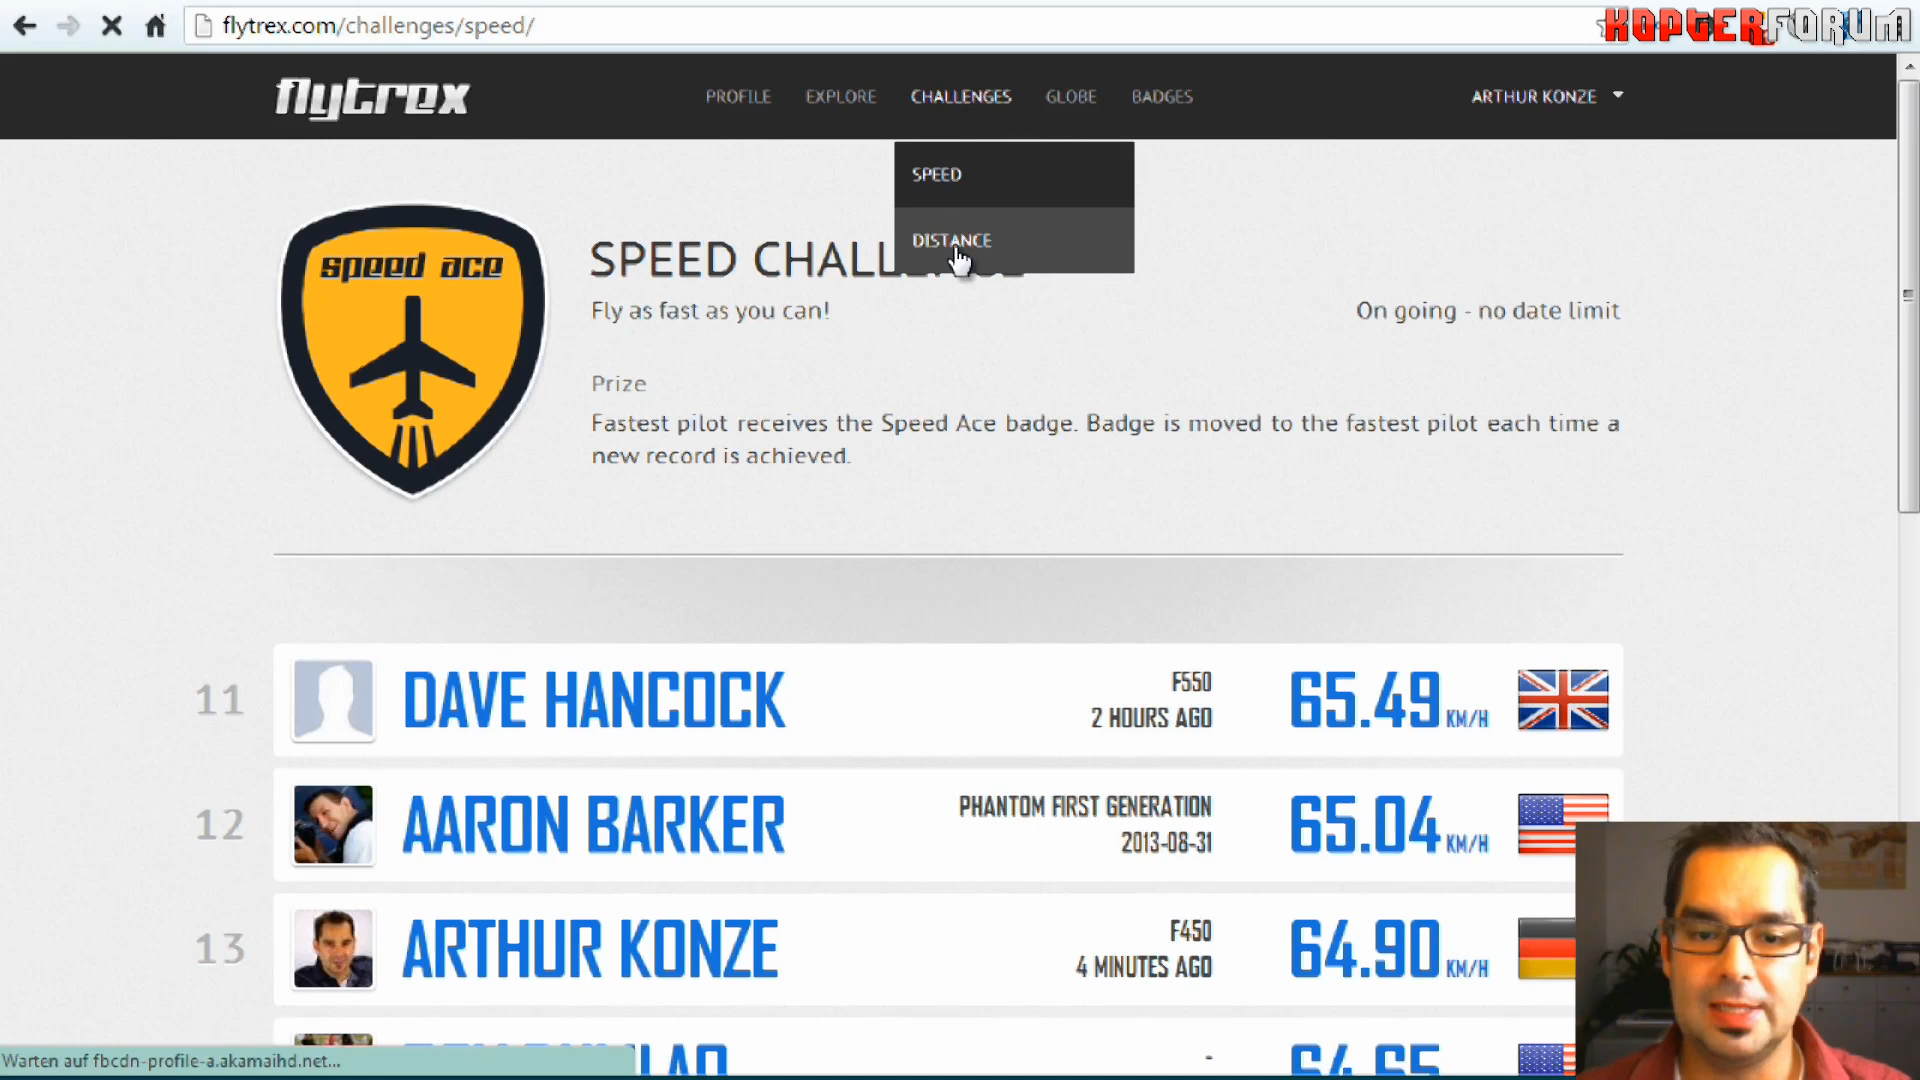 flytrex.com/challenges/speed/
KOPTERFORUM
flytrex
PROFILE EXPLORE CHALLENGES GLOBE BADGES
ARTHUR KONZE
SPEED
DISTANCE
speed ace
SPEED CHALLENGE
Fly as fast as you can!
On going - no date limit
Prize
Fastest pilot receives the Speed Ace badge. Badge is moved to the fastest pilot each time a
new record is achieved.
11 DAVE HANCOCK F550 2 HOURS AGO 65.49 KM/H
12 AARON BARKER PHANTOM FIRST GENERATION 2013-08-31 65.04 KM/H
13 ARTHUR KONZE F450 4 MINUTES AGO 64.90 KM/H
- 64.65
Warten auf fbcdn-profile-a.akamaihd.net...